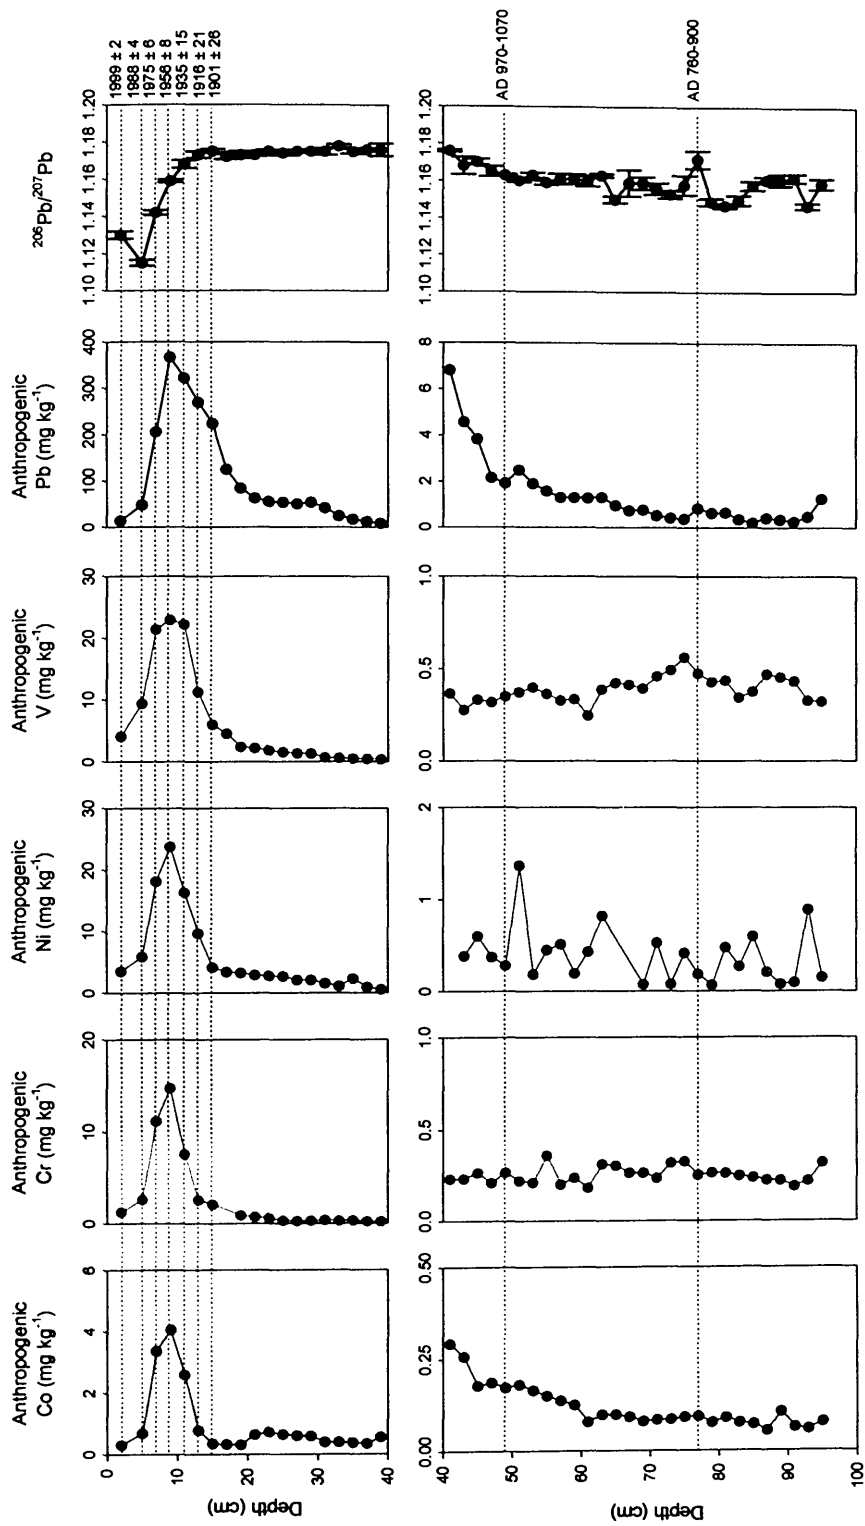 Anthropogenic
Co (mg kg-1)
Anthropogenic
Cr (mg kg-1)
Anthropogenic
Ni (mg kg-1)
Anthropogenic
V (mg kg-1)
Anthropogenic
Pb (mg kg-1)
206Pb/207Pb
0 2 4 6
0 10 20
0 10 20 30
0 10 20 30
0 100 200 300 400
1.10 1.12 1.14 1.16 1.18 1.20
Depth (cm)
0
10
20
30
40
1999 ± 2
1988 ± 4
1975 ± 6
1956 ± 8
1935 ± 15
1916 ± 21
1901 ± 26
0.00 0.25 0.50
0.0 0.5 1.0
0 1 2
0.0 0.5 1.0
0 2 4 6 8
1.10 1.12 1.14 1.16 1.18 1.20
Depth (cm)
40
50
60
70
80
90
100
AD 970-1070
AD 760-900